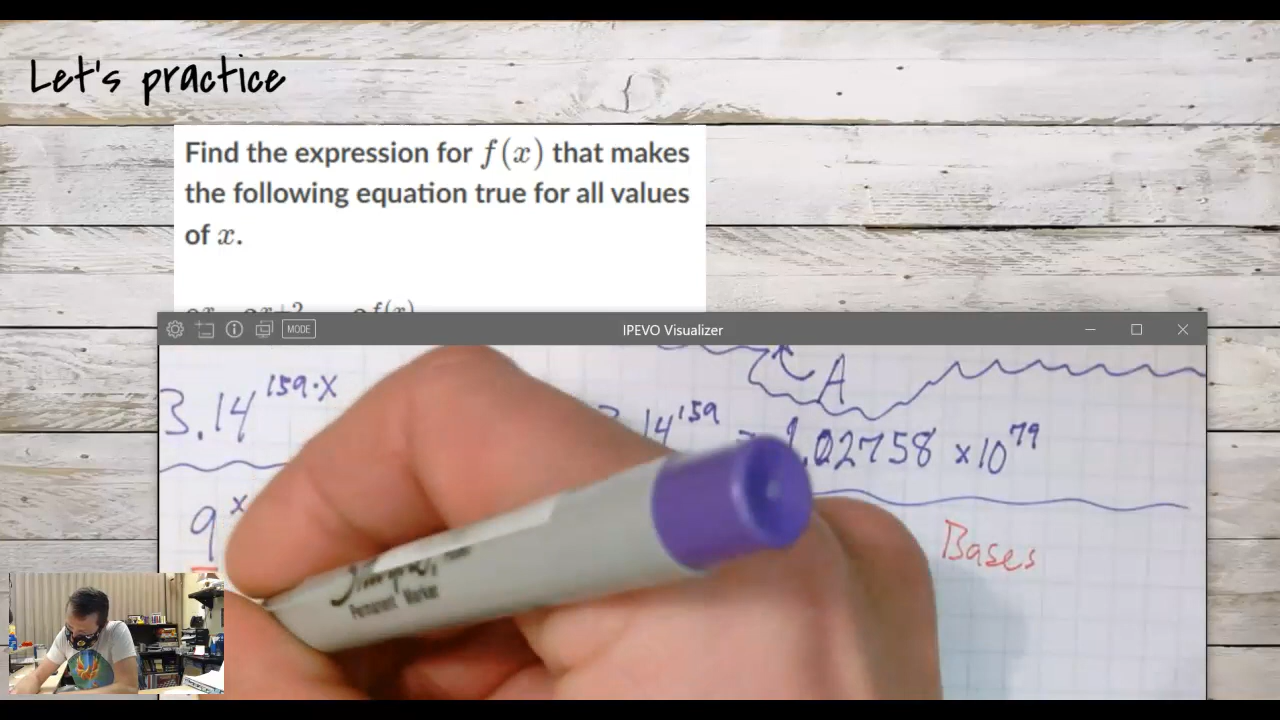 Let's practice
Find the expression for f(x) that makes
the following equation true for all values
of x.
MODE
IPEVO Visualizer
A
3.14^159·x
14^159 = 1.02758 × 10^79
9^x
Bases
Permanent Marker